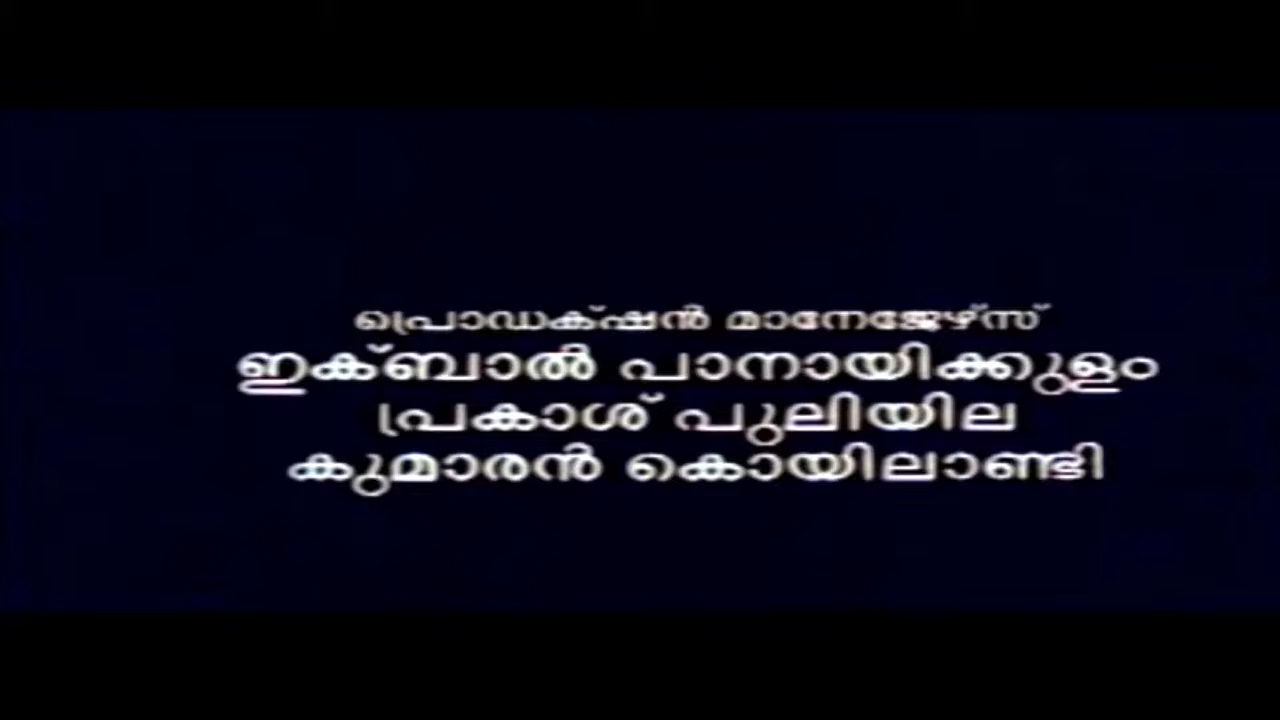 പ്രൊഡക്ഷൻ മാനേജേഴ്സ്
ഇക്ബാൽ പാനായിക്കുളം
പ്രകാശ് പുലിയില
കുമാരൻ കൊയിലാണ്ടി